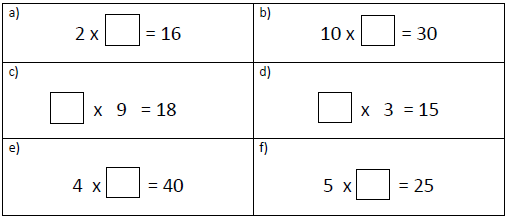 a)
2 x = 16
b)
10 x = 30
c)
x 9 = 18
d)
x 3 = 15
e)
4 x = 40
f)
5 x = 25